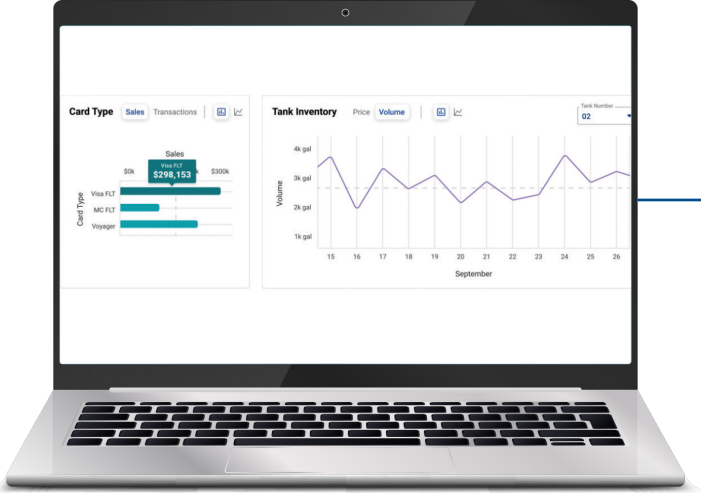 Card Type Sales Transactions
Sales
$0k $300k
Visa FLT
$298,153
Card Type
Visa FLT
MC FLT
Voyager
Tank Inventory Price Volume
Tank Number
02
Volume
4k gal
3k gal
2k gal
1k gal
15 16 17 18 19 20 21 22 23 24 25 26
September